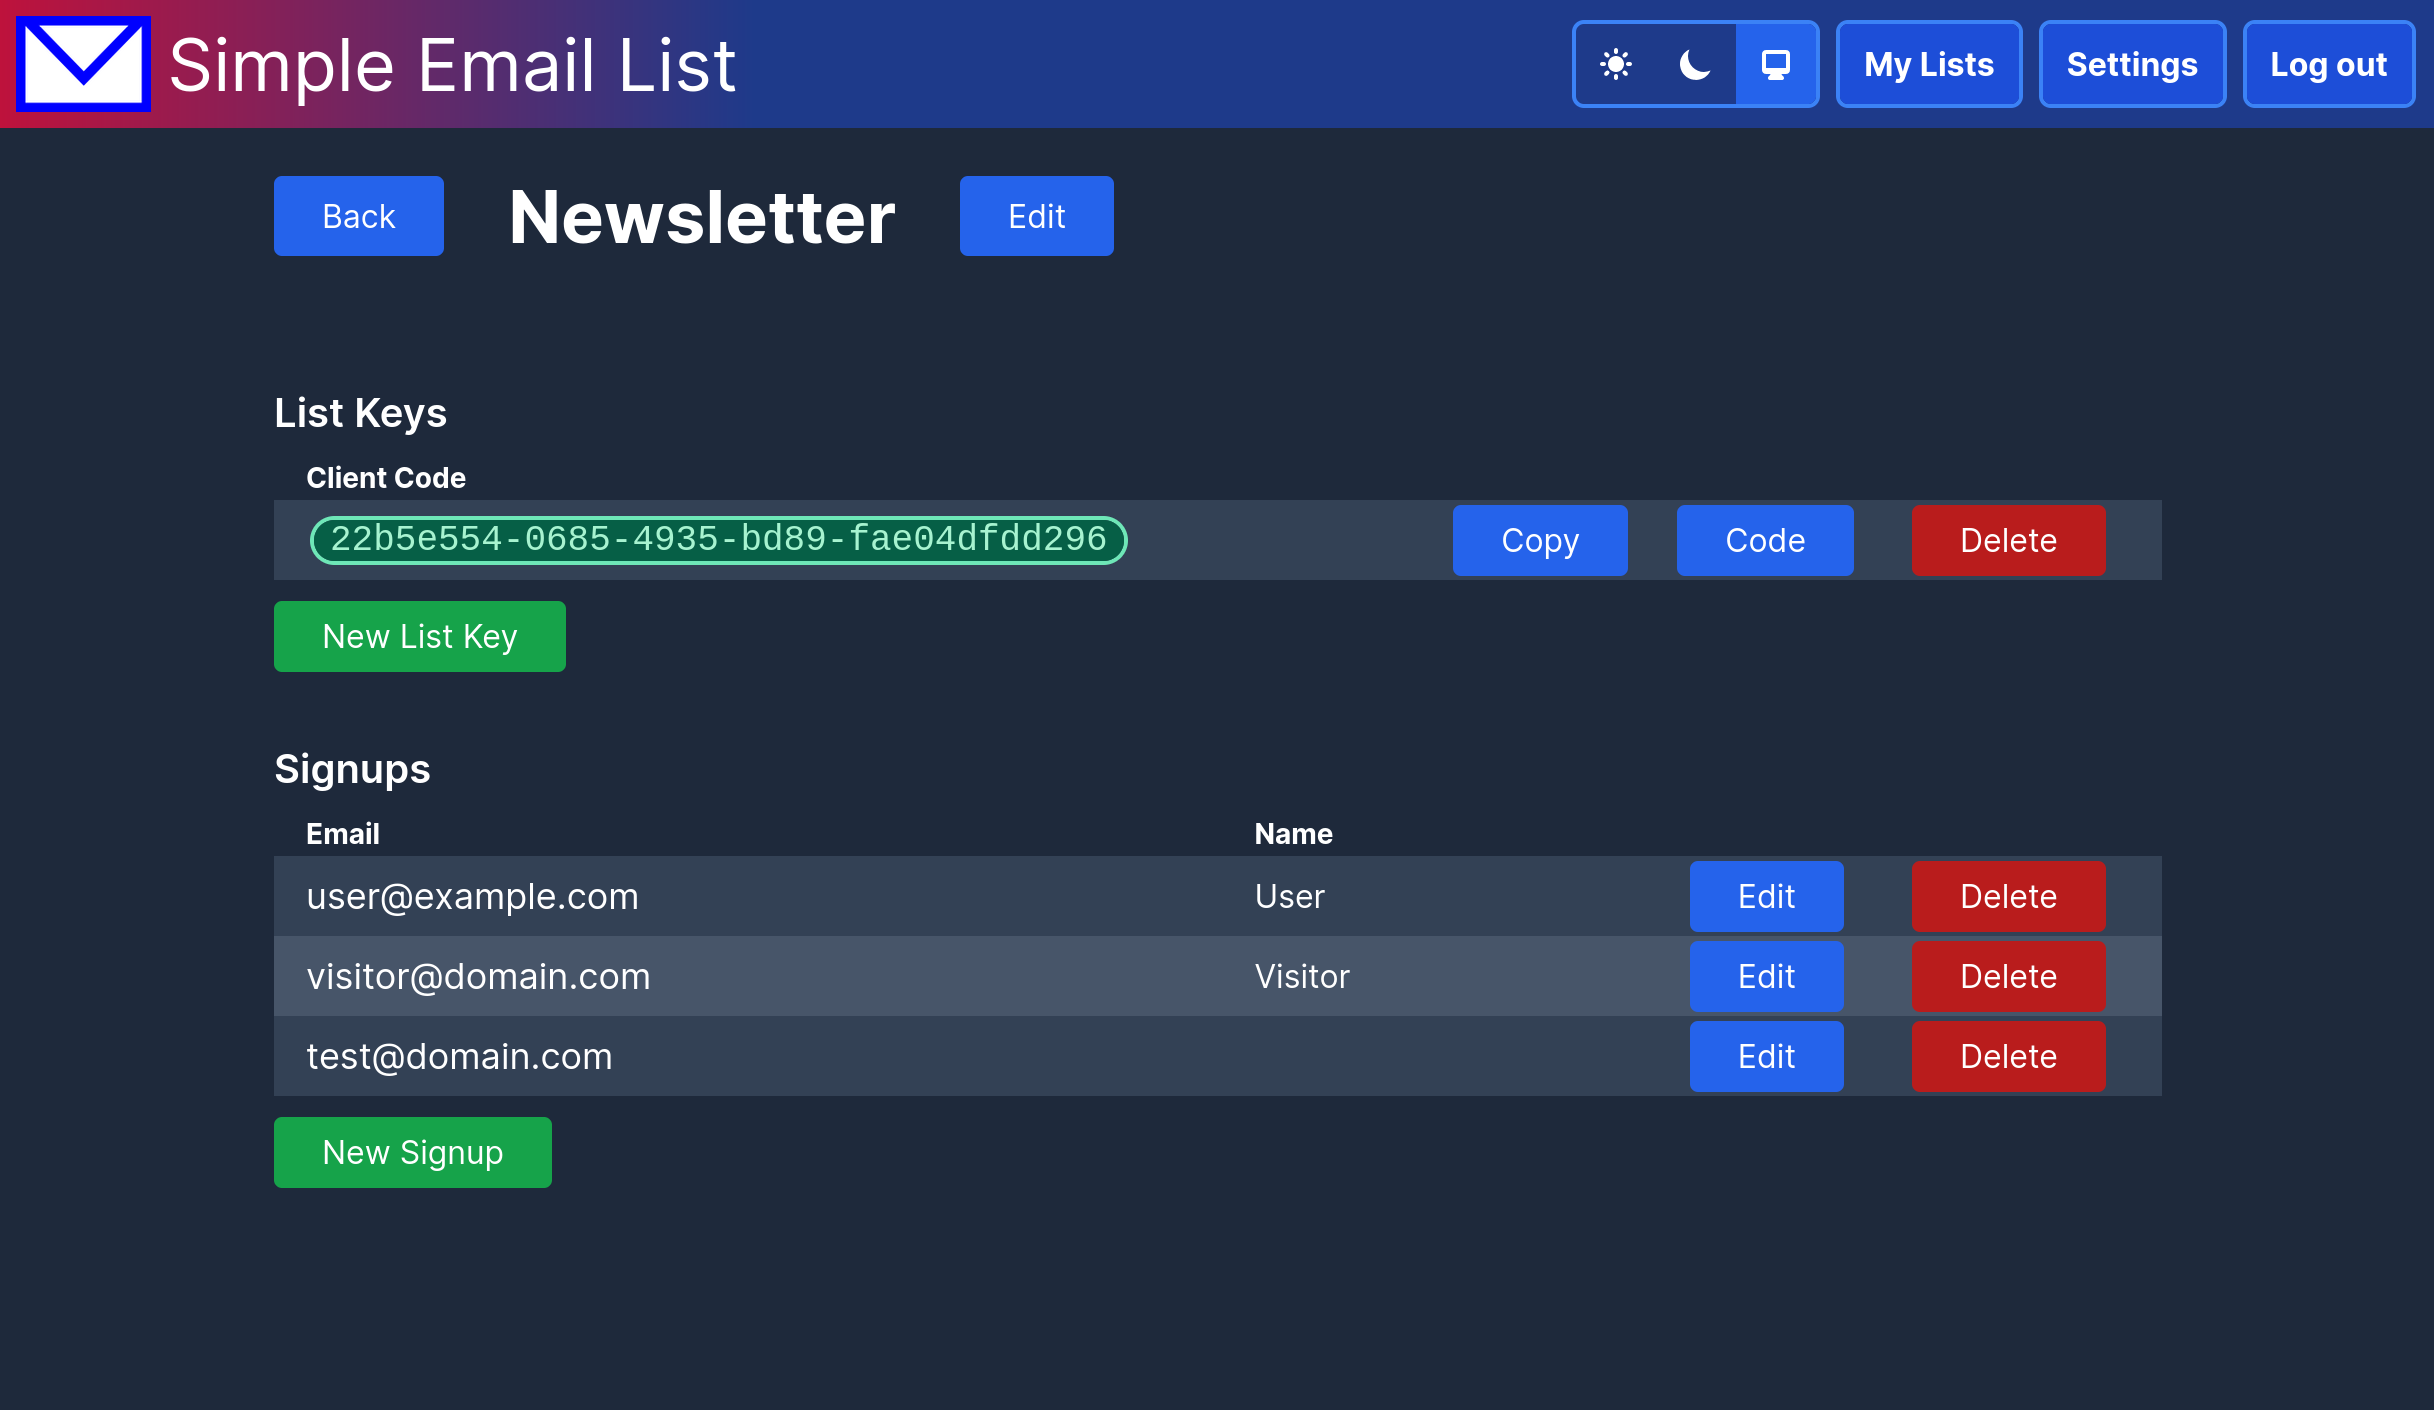 Simple Email List My Lists Settings Log out
Back Newsletter Edit
List Keys
Client Code
22b5e554-0685-4935-bd89-fae04dfdd296 Copy Code Delete
New List Key
Signups
Email Name
user@example.com User Edit Delete
visitor@domain.com Visitor Edit Delete
test@domain.com Edit Delete
New Signup